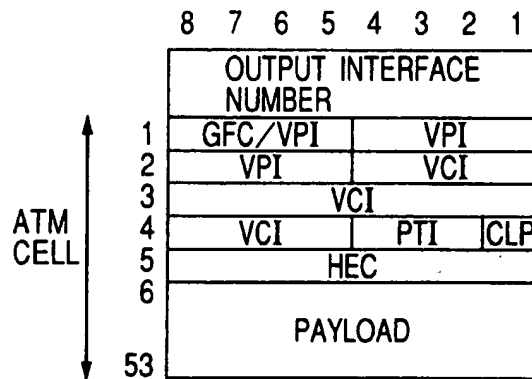 8 7 6 5 4 3 2 1
OUTPUT INTERFACE
NUMBER
1 GFC/VPI VPI
2 VPI VCI
3 VCI
4 VCI PTI CLP
5 HEC
6
ATM
CELL
PAYLOAD
53